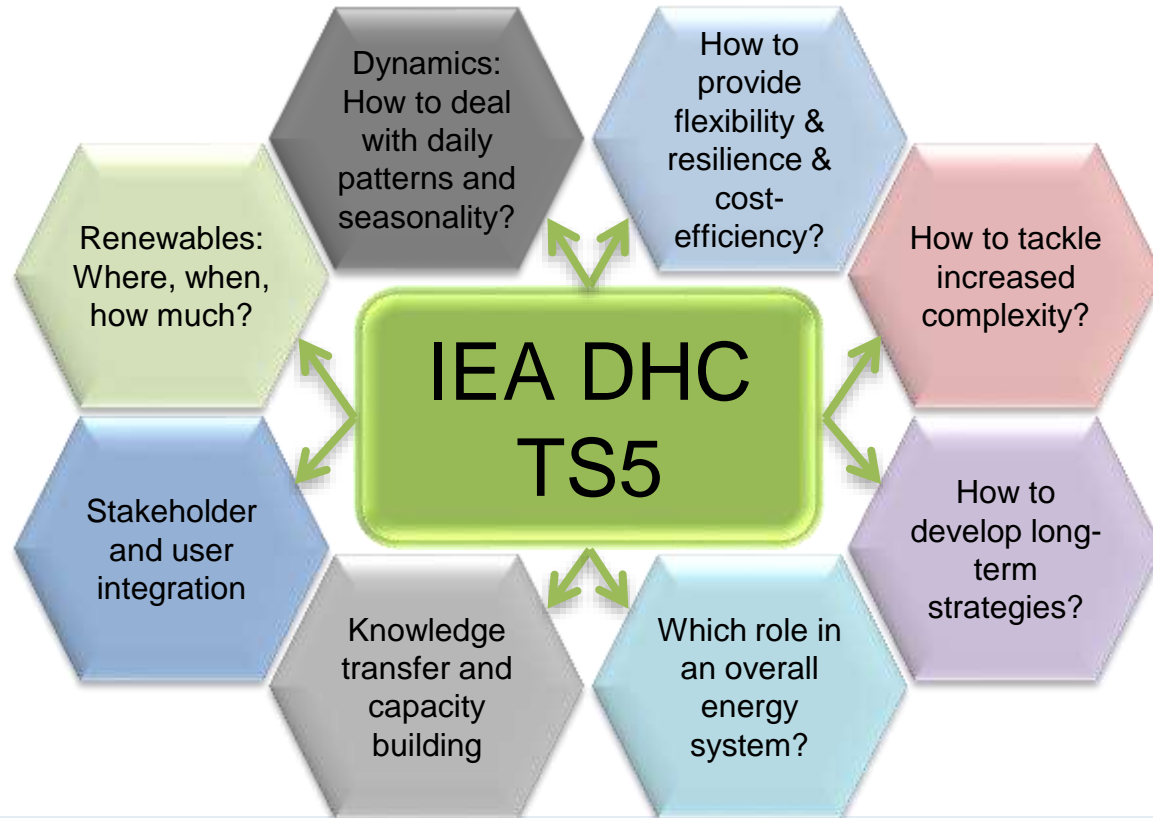 Dynamics:
How to deal
with daily
patterns and
seasonality?
How to
provide
flexibility &
resilience &
cost-
efficiency?
Renewables:
Where, when,
how much?
How to tackle
increased
complexity?
IEA DHC
TS5
Stakeholder
and user
integration
How to
develop long-
term
strategies?
Knowledge
transfer and
capacity
building
Which role in
an overall
energy
system?